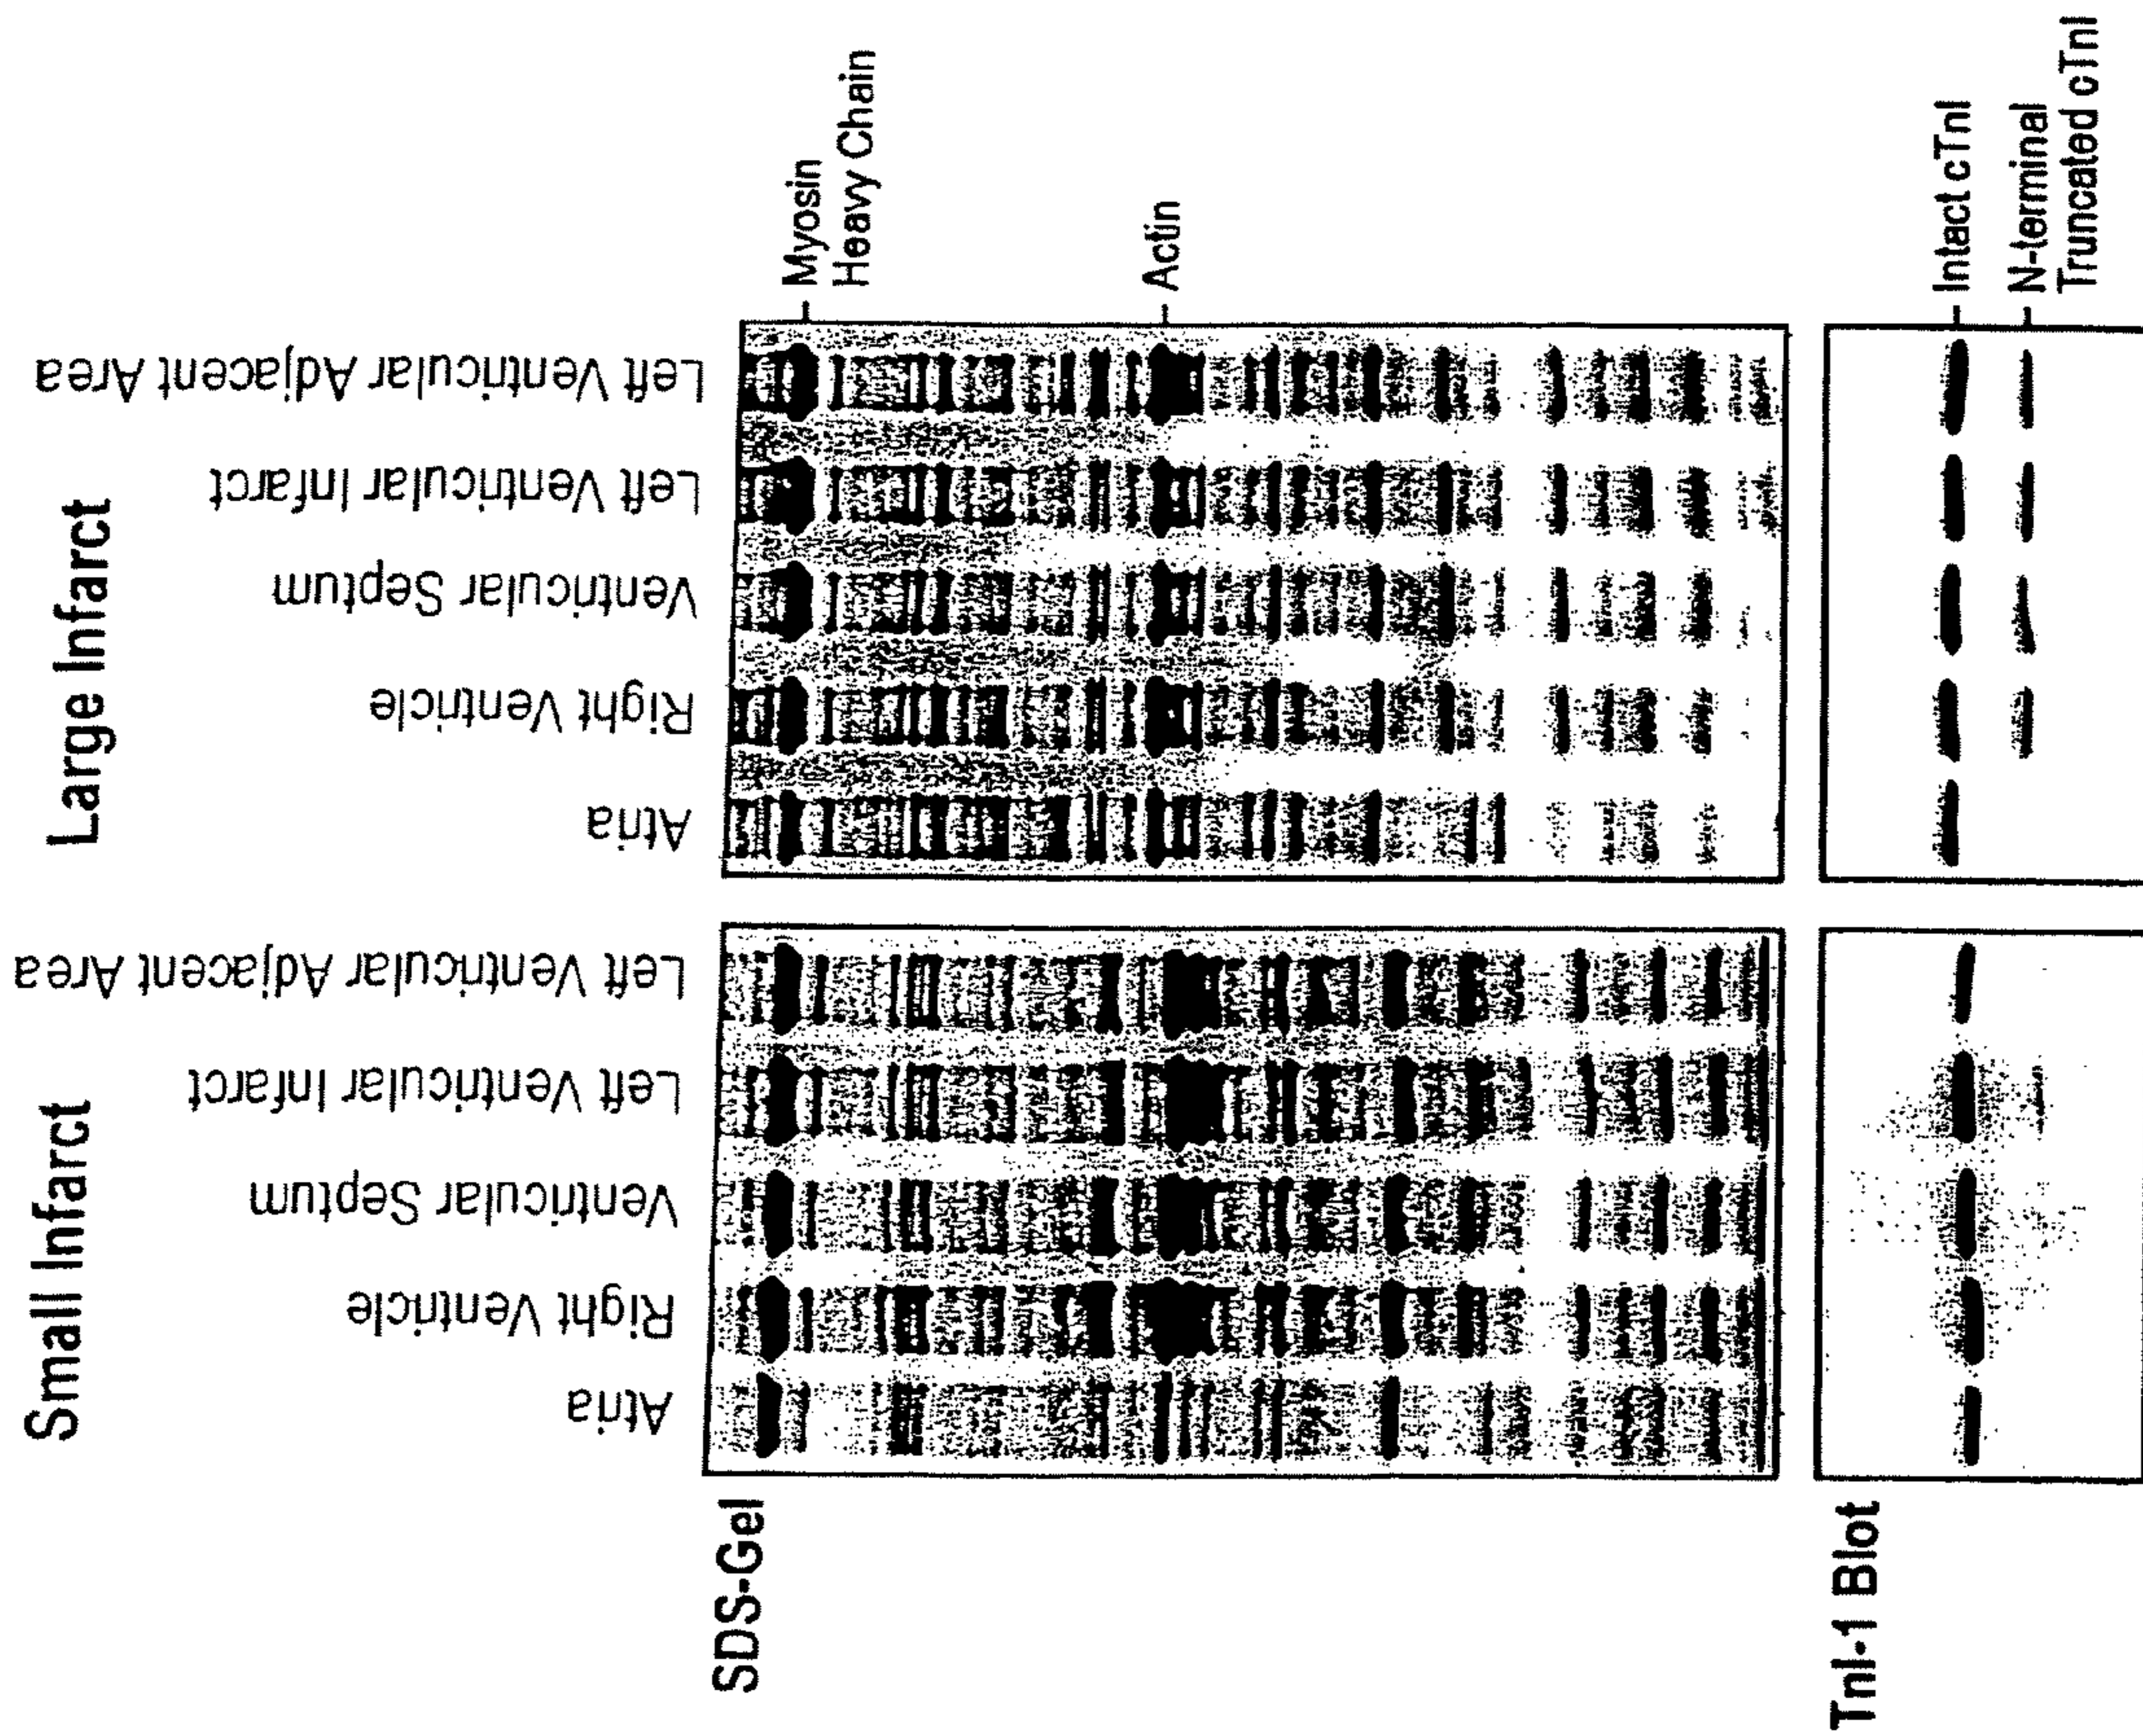 Small Infarct
Large Infarct
Atria
Right Ventricle
Ventricular Septum
Left Ventricular Infarct
Left Ventricular Adjacent Area
Atria
Right Ventricle
Ventricular Septum
Left Ventricular Infarct
Left Ventricular Adjacent Area
SDS-Gel
Myosin
Heavy Chain
Actin
TnI-1 Blot
Intact cTnI
N-terminal
Truncated cTnI